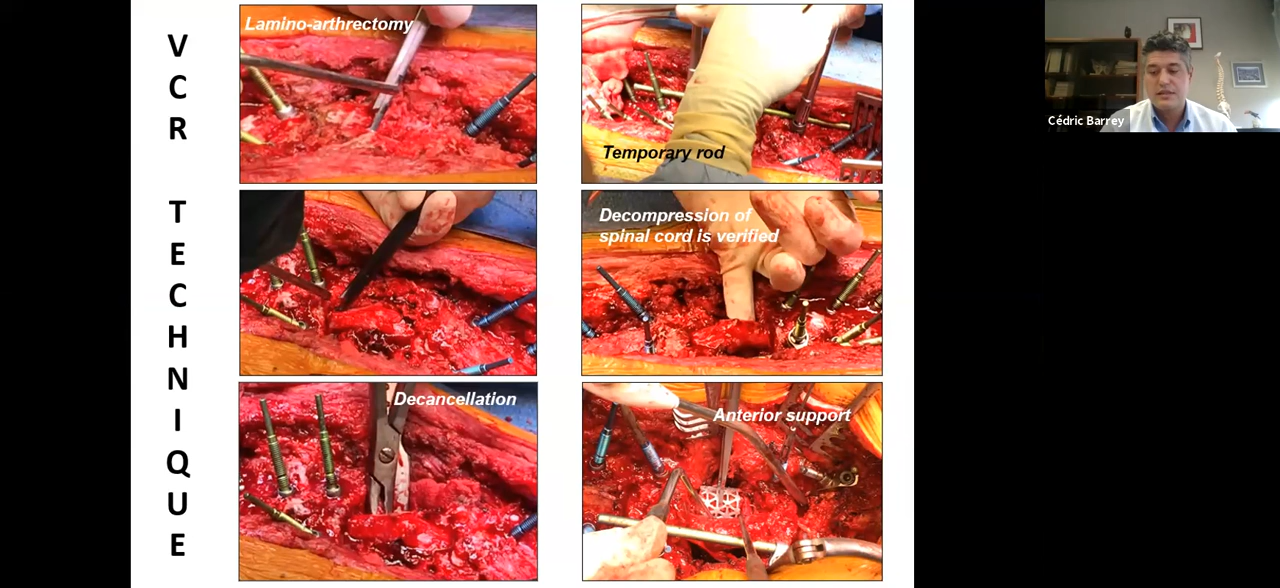 VCR TECHNIQUE
Lamino-arthrectomy
Temporary rod
Decompression of
spinal cord is verified
Decancellation
Anterior support
Cédric Barrey